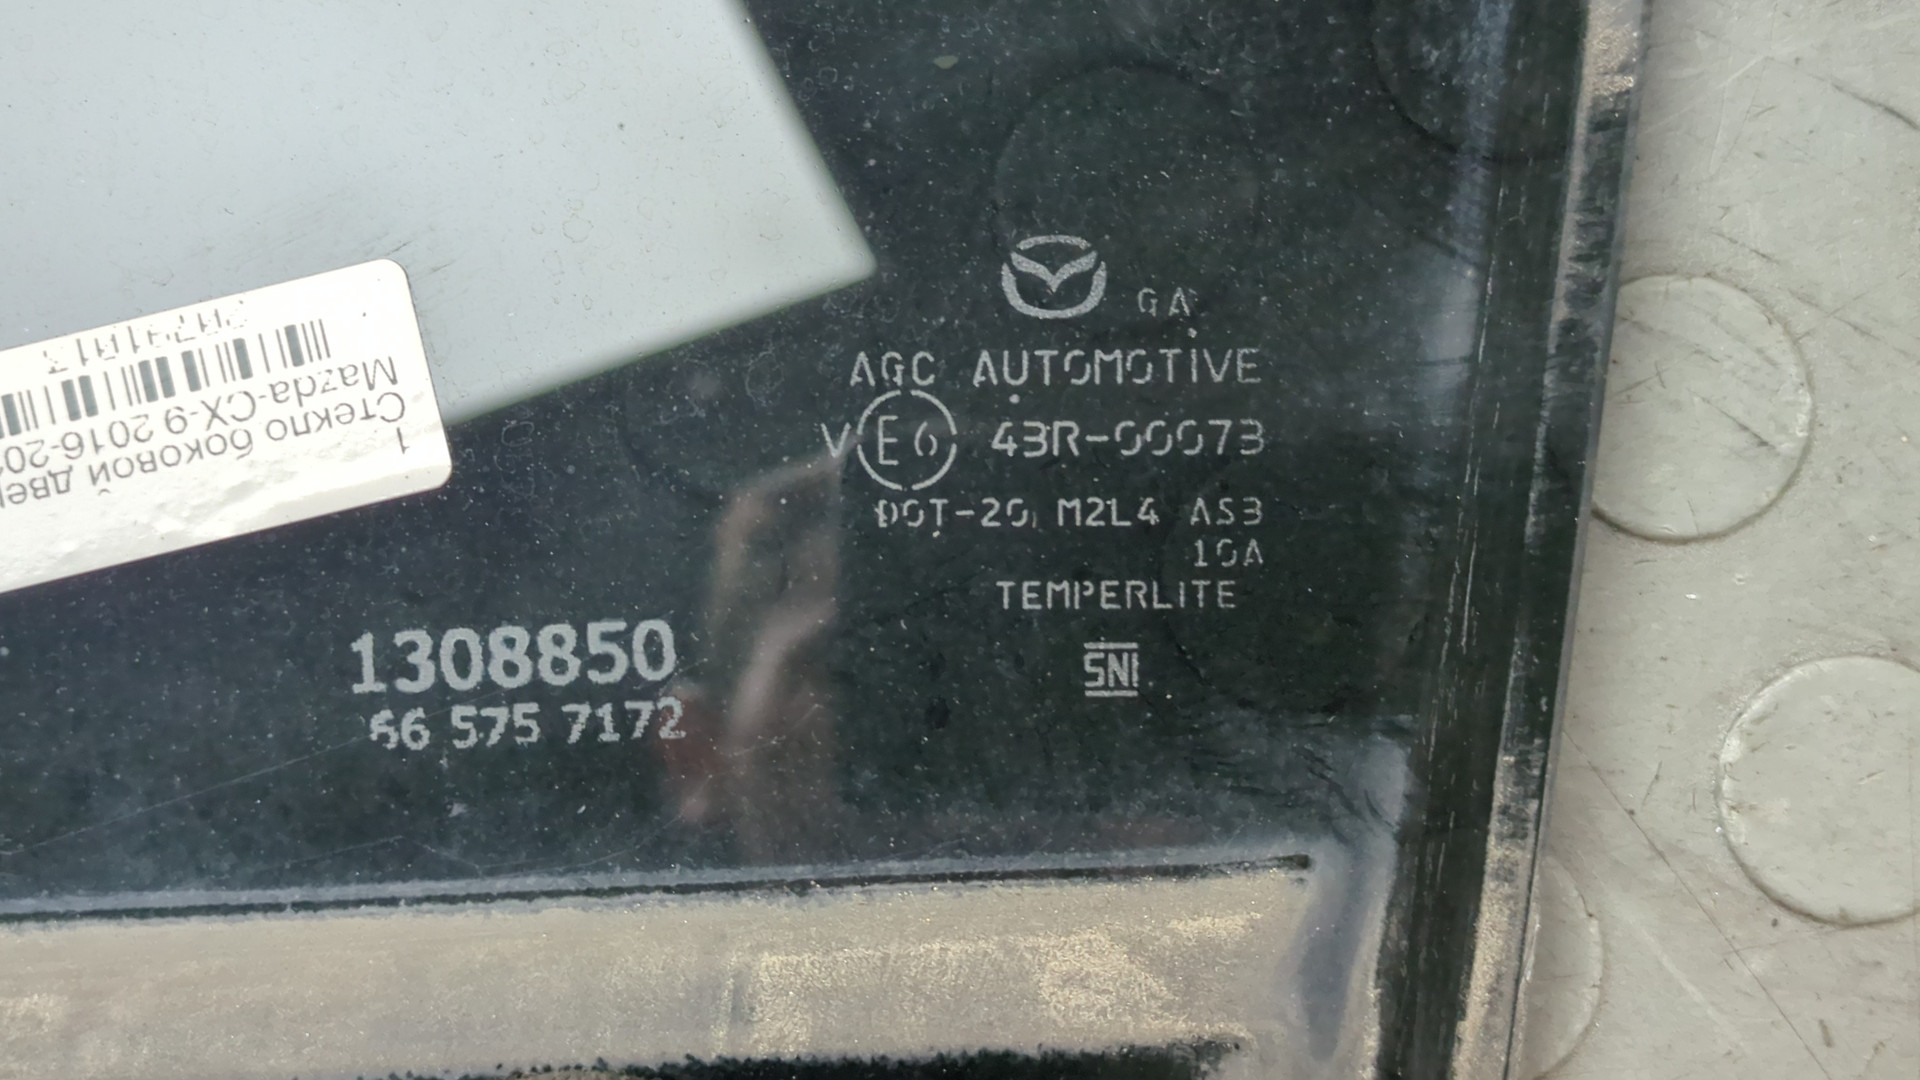 GA
AGC AUTOMOTIVE
V E6 43R-00073
DOT-20 M2L4 AS3
10A
TEMPERLITE
SNI
1308850
66 575 7172
1
Стекло боковой
Mazda-CX-9 2016-20